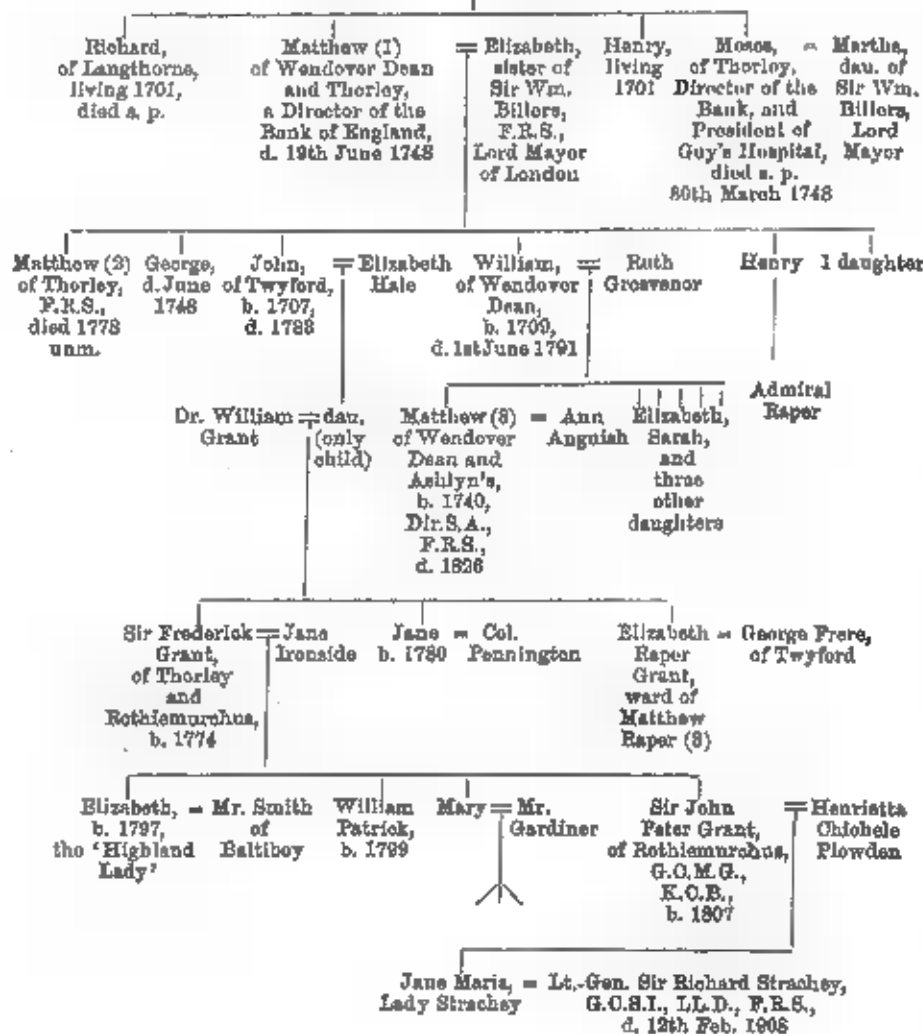 Richard,
of Langthorne,
living 1701,
died s. p.
Matthew (1)
of Wendover Dean
and Thorley,
a Director of the
Bank of England,
d. 19th June 1748
=
Elizabeth,
sister of
Sir Wm.
Billers,
F.R.S.,
Lord Mayor
of London
Henry,
living
1701
Moses,
of Thorley,
Director of the
Bank, and
President of
Guy's Hospital,
died s. p.
30th March 1748
=
Martha,
dau. of
Sir Wm.
Billers,
Lord
Mayor
Matthew (2)
of Thorley,
F.R.S.,
died 1778
unm.
George,
d. June
1746
John,
of Twyford,
b. 1707,
d. 1788
=
Elizabeth
Hale
William,
of Wendover
Dean,
b. 1709,
d. 1st June 1791
=
Ruth
Grosvenor
Henry
1 daughter
Dr. William
Grant
=
dau.
(only
child)
Matthew (3)
of Wendover
Dean and
Ashlyn's,
b. 1740,
Dir. S.A.,
F.R.S.,
d. 1826
=
Ann
Anguish
Elizabeth,
Sarah,
and
three
other
daughters
Admiral
Raper
Sir Frederick
Grant,
of Thorley
and
Rothiemurchus,
b. 1774
=
Jane
Ironside
Jane
b. 1780
=
Col.
Pennington
Elizabeth
Raper
Grant,
ward of
Matthew
Raper (3)
=
George Frere,
of Twyford
Elizabeth,
b. 1797,
the 'Highland
Lady'
=
Mr. Smith
of
Baltiboy
William
Patrick,
b. 1799
Mary
=
Mr.
Gardiner
Sir John
Peter Grant,
of Rothiemurchus,
G.C.M.G.,
K.C.B.,
b. 1807
=
Henrietta
Chichele
Plowden
Jane Maria,
Lady Strachey
=
Lt.-Gen. Sir Richard Strachey,
G.C.S.I., LL.D., F.R.S.,
d. 12th Feb. 1908